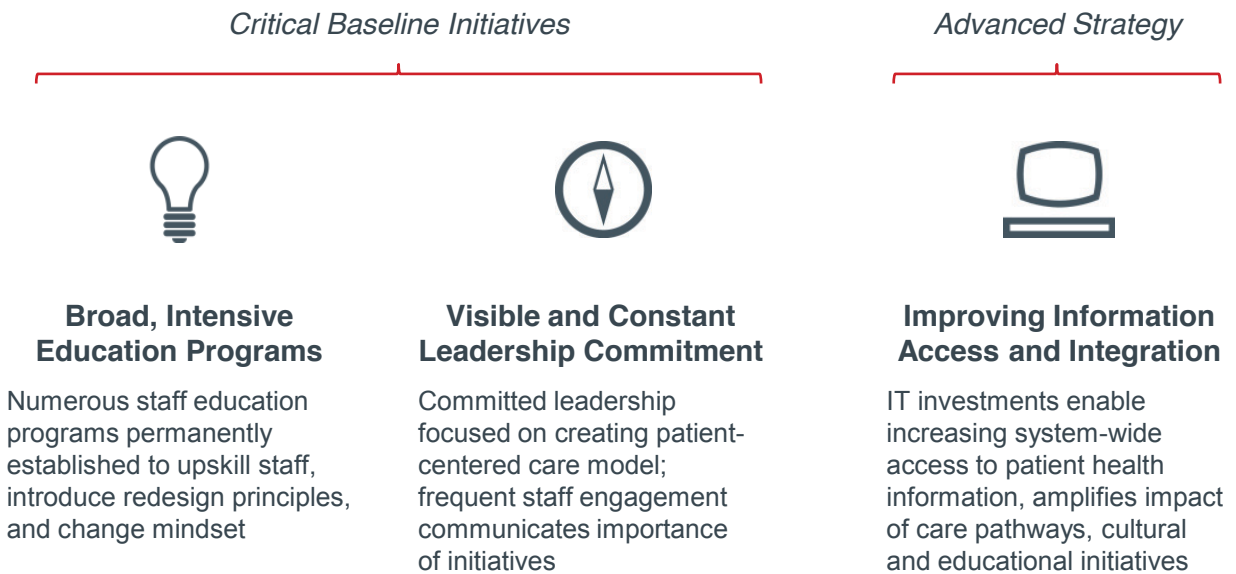 Critical Baseline Initiatives
Advanced Strategy
Broad, Intensive
Education Programs
Numerous staff education
programs permanently
established to upskill staff,
introduce redesign principles,
and change mindset
Visible and Constant
Leadership Commitment
Committed leadership
focused on creating patient-
centered care model;
frequent staff engagement
communicates importance
of initiatives
Improving Information
Access and Integration
IT investments enable
increasing system-wide
access to patient health
information, amplifies impact
of care pathways, cultural
and educational initiatives